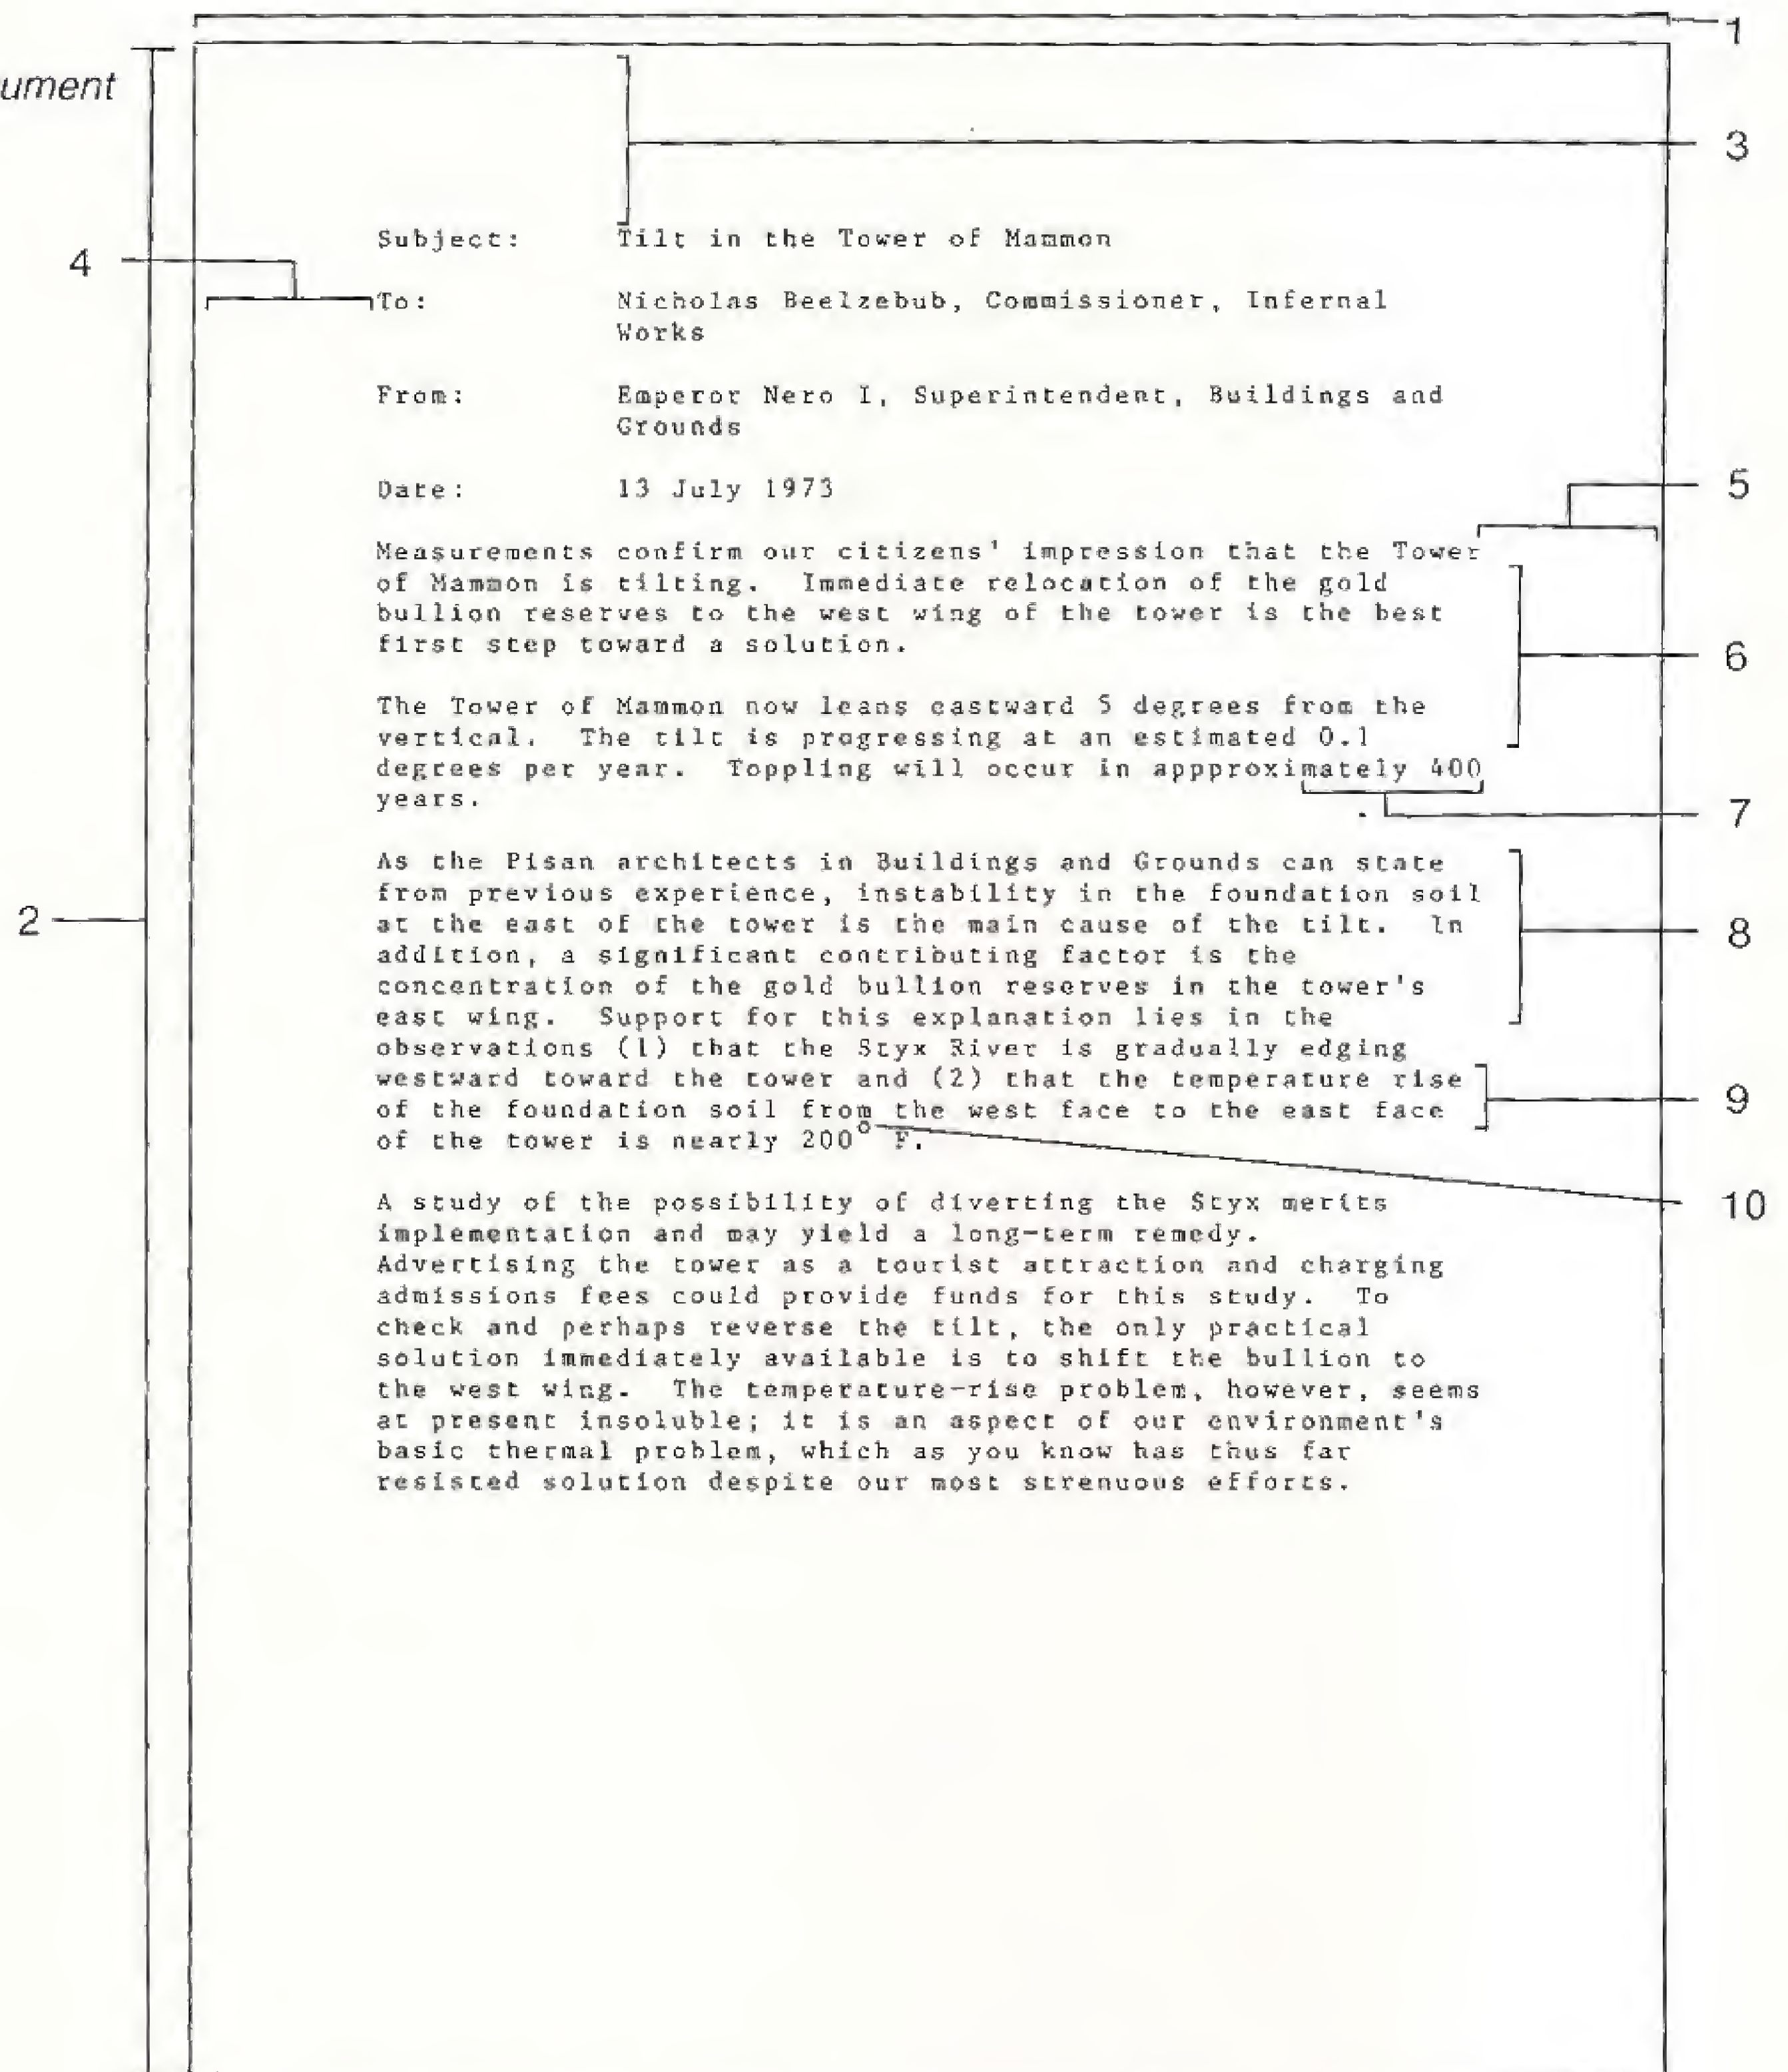 1
ument
3
Subject: Tilt in the Tower of Mammon
4
To: Nicholas Beelzebub, Commissioner, Infernal
Works
From: Emperor Nero I, Superintendent, Buildings and
Grounds
Date: 13 July 1973
5
Measurements confirm our citizens' impression that the Tower
of Mammon is tilting. Immediate relocation of the gold
bullion reserves to the west wing of the tower is the best
first step toward a solution.
6
The Tower of Mammon now leans eastward 5 degrees from the
vertical. The tilt is progressing at an estimated 0.1
degrees per year. Toppling will occur in appproximately 400
years.
7
As the Pisan architects in Buildings and Grounds can state
from previous experience, instability in the foundation soil
at the east of the tower is the main cause of the tilt. In
2
8
addition, a significant contributing factor is the
concentration of the gold bullion reserves in the tower's
east wing. Support for this explanation lies in the
observations (1) that the Styx River is gradually edging
westward toward the tower and (2) that the temperature rise
9
of the foundation soil from the west face to the east face
of the tower is nearly 200° F.
10
A study of the possibility of diverting the Styx merits
implementation and may yield a long-term remedy.
Advertising the tower as a tourist attraction and charging
admissions fees could provide funds for this study. To
check and perhaps reverse the tilt, the only practical
solution immediately available is to shift the bullion to
the west wing. The temperature-rise problem, however, seems
at present insoluble; it is an aspect of our environment's
basic thermal problem, which as you know has thus far
resisted solution despite our most strenuous efforts.